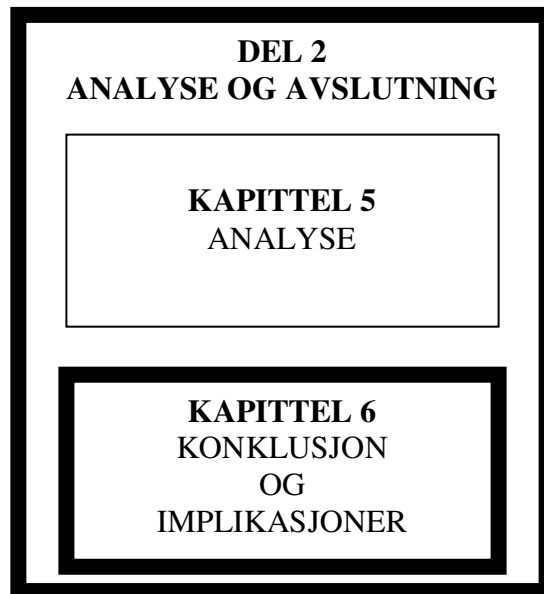 DEL 2
ANALYSE OG AVSLUTNING
KAPITTEL 5
ANALYSE
KAPITTEL 6
KONKLUSJON
OG
IMPLIKASJONER